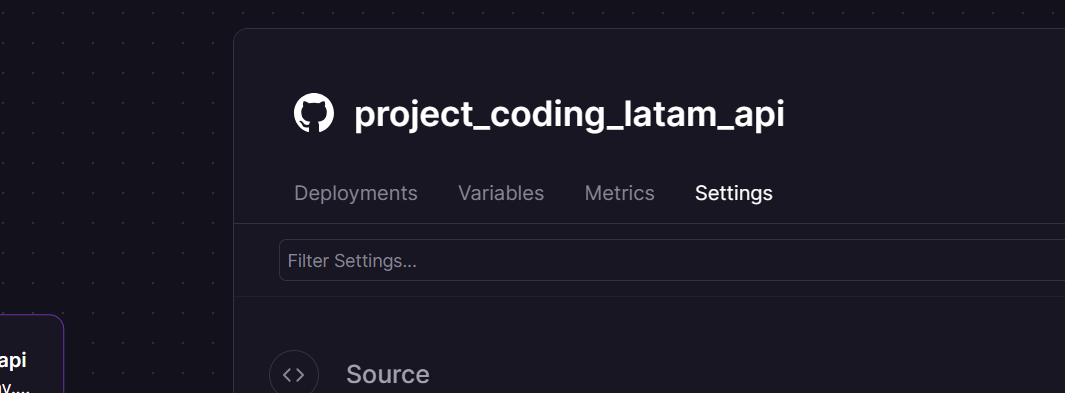 project_coding_latam_api
Deployments Variables Metrics Settings
Filter Settings...
api
Source